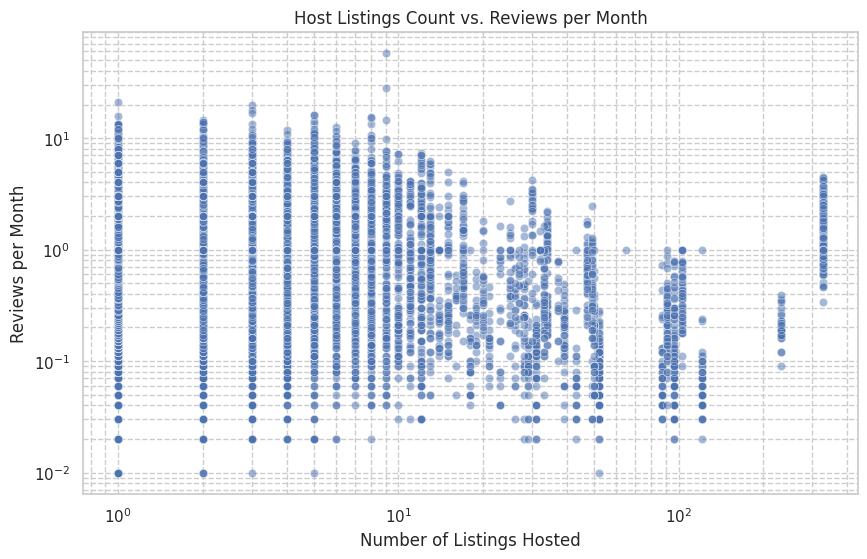 Host Listings Count vs. Reviews per Month
Reviews per Month
10¹
10⁰
10⁻¹
10⁻²
10⁰ 10¹ 10²
Number of Listings Hosted